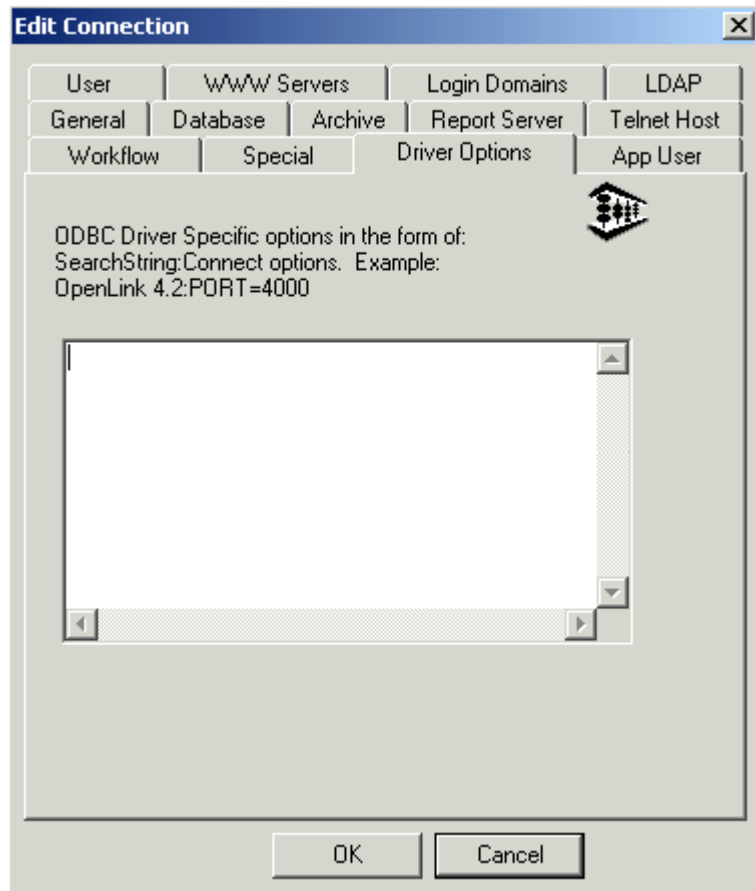 Edit Connection
User WWW Servers Login Domains LDAP
General Database Archive Report Server Telnet Host
Workflow Special Driver Options App User
ODBC Driver Specific options in the form of:
SearchString:Connect options.  Example:
OpenLink 4.2:PORT=4000
OK Cancel